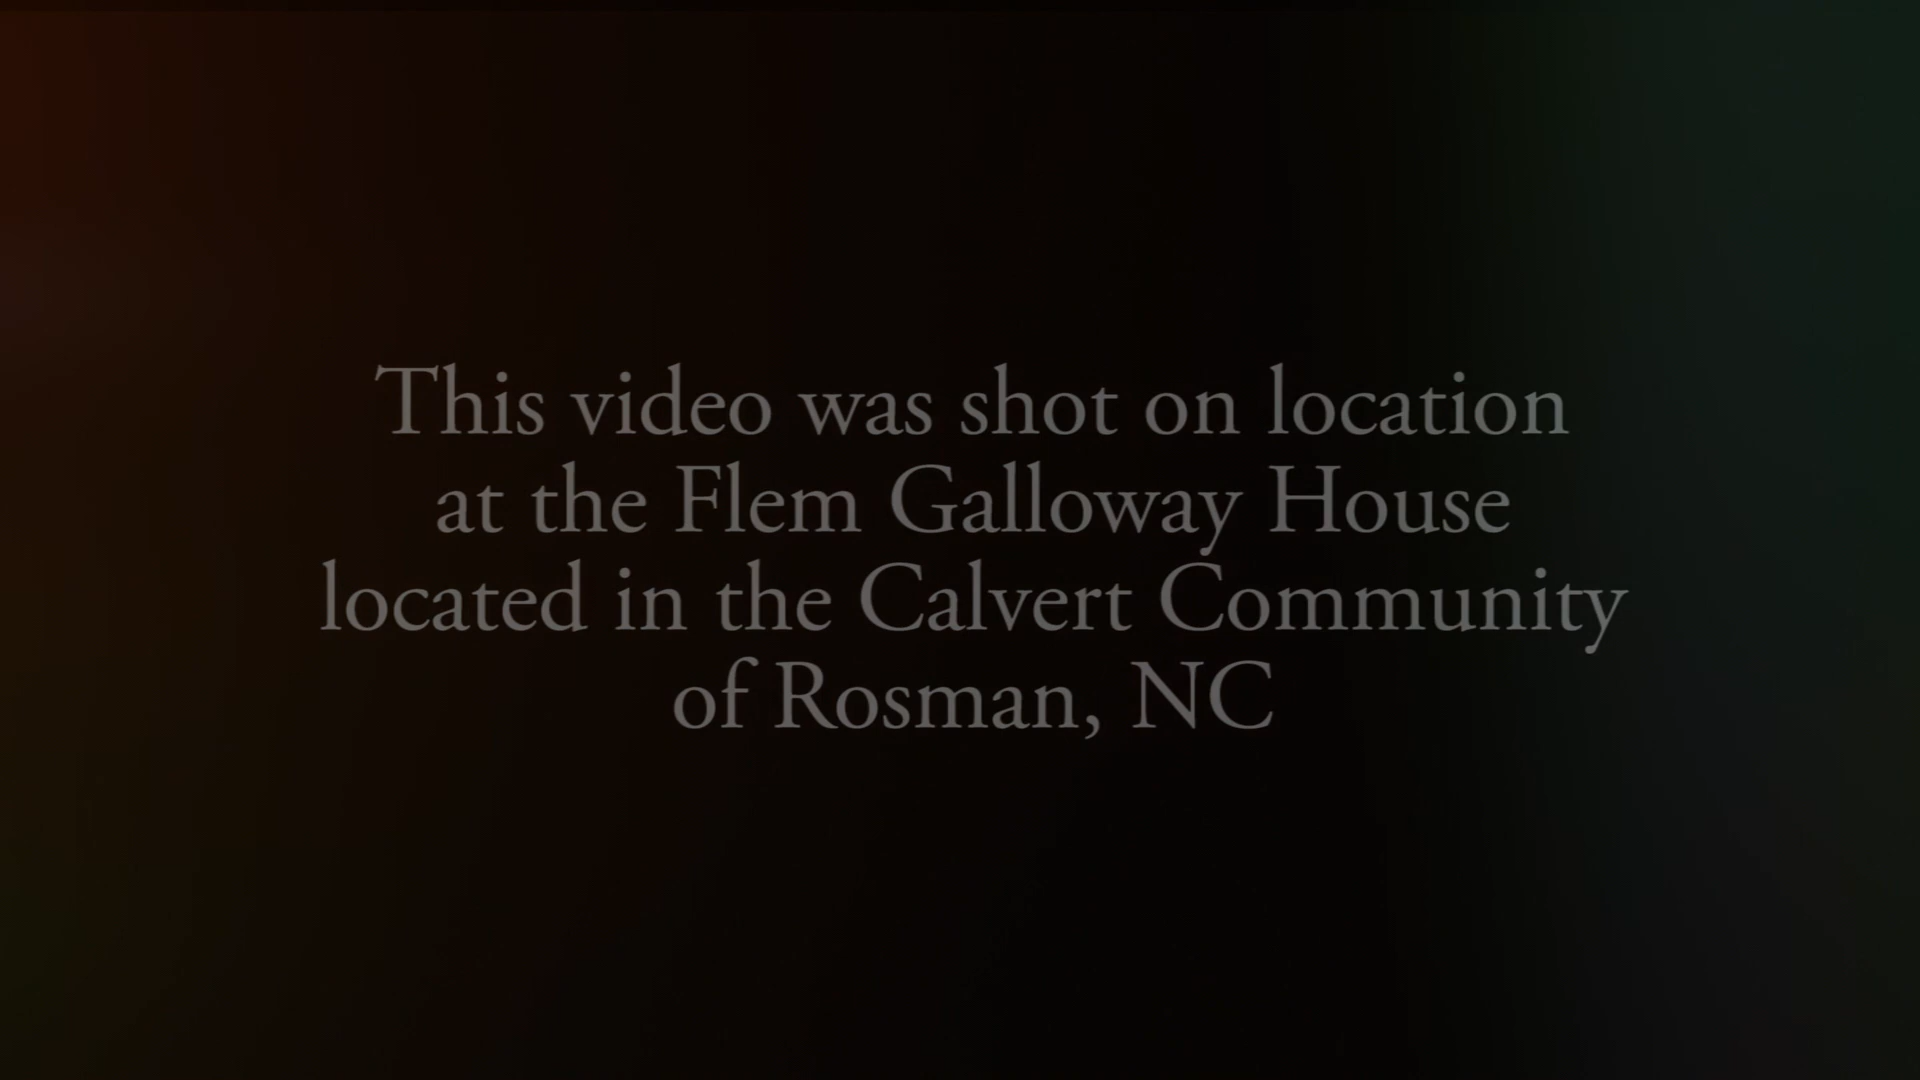 This video was shot on location
at the Flem Galloway House
located in the Calvert Community
of Rosman, NC